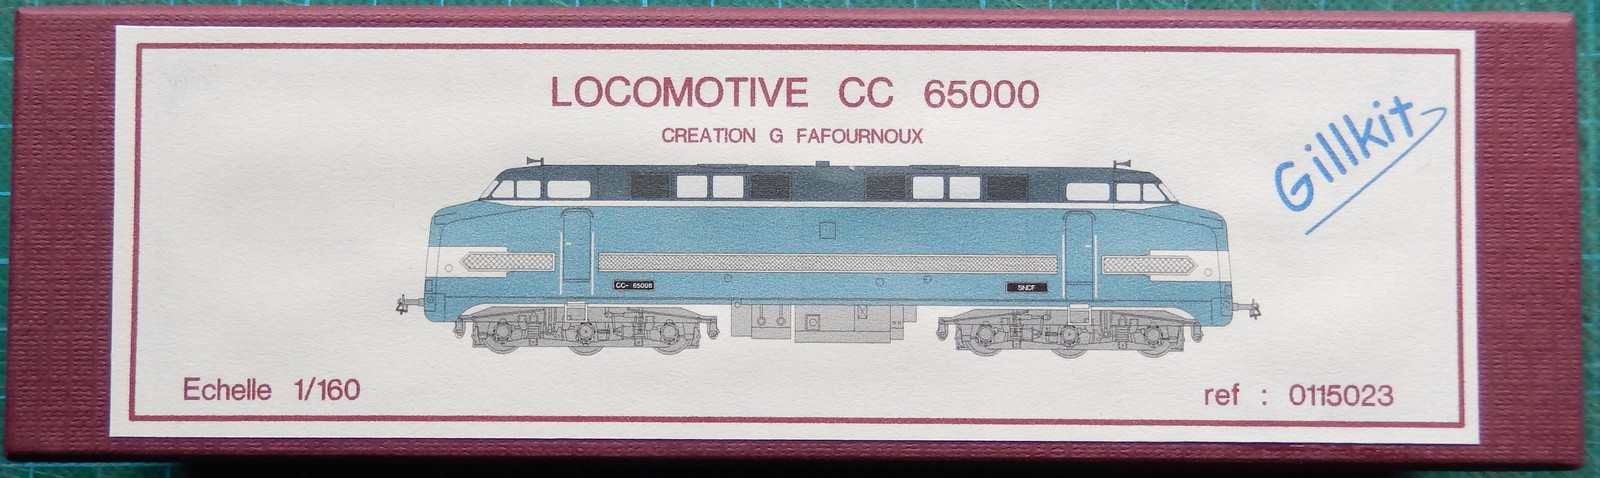 LOCOMOTIVE CC 65000
CREATION G FAFOURNOUX
Gillkit
CC- 65008
SNCF
Echelle 1/160
ref : 0115023